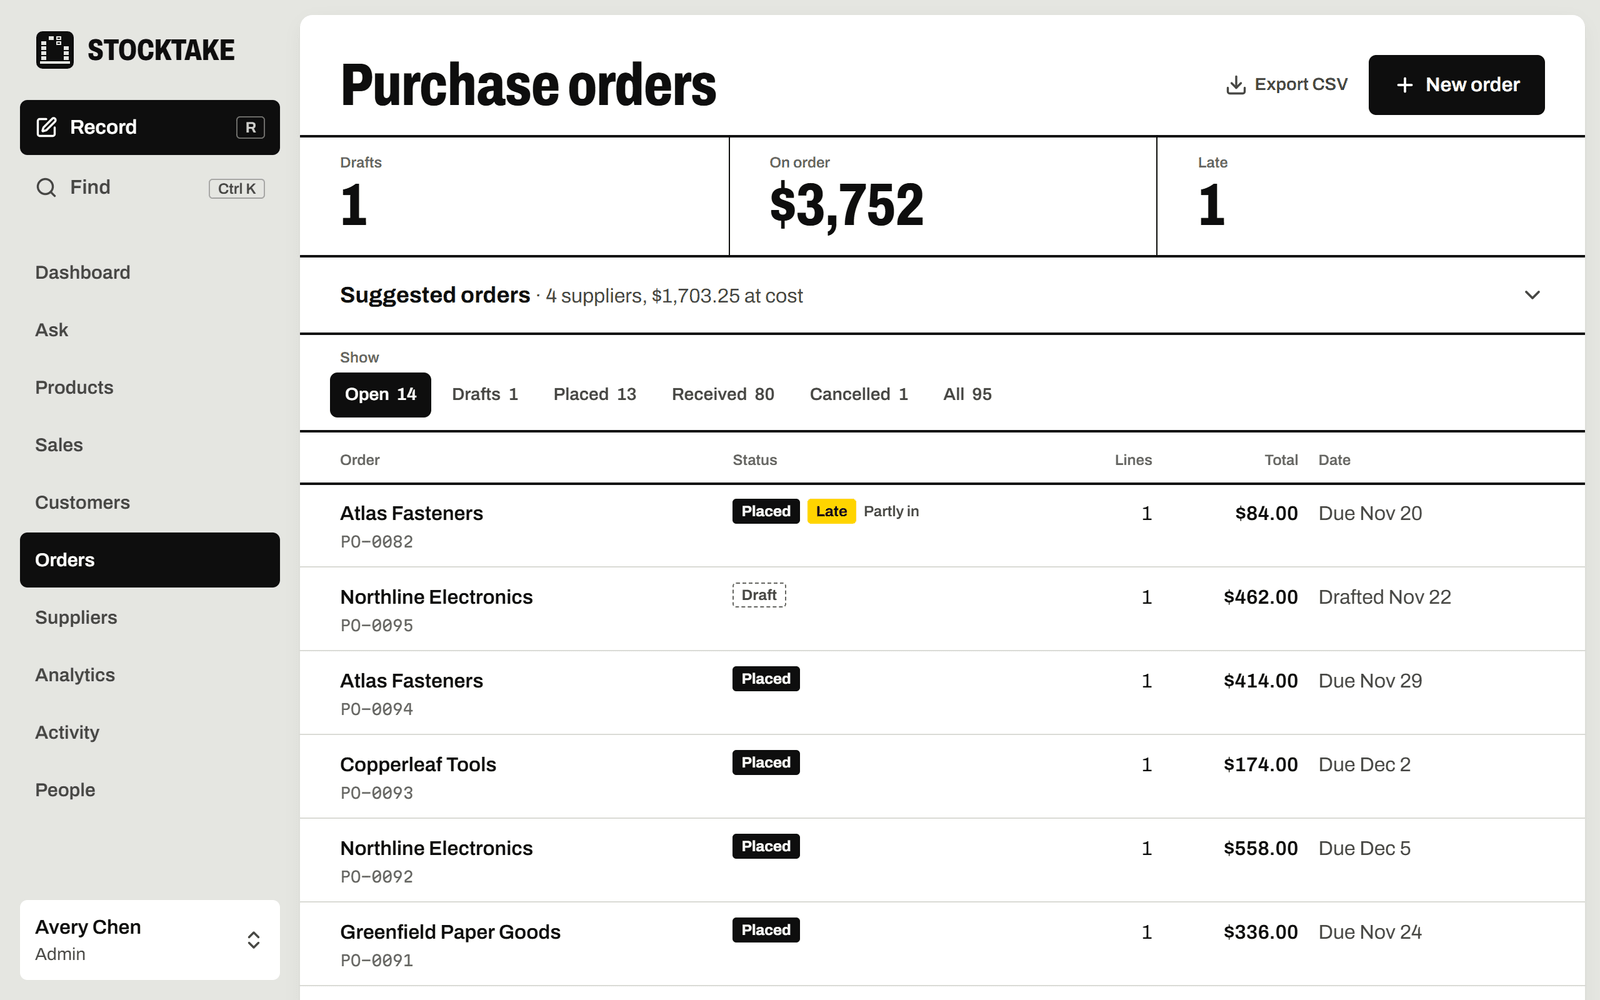 STOCKTAKE
Record R
Find Ctrl K
Dashboard
Ask
Products
Sales
Customers
Orders
Suppliers
Analytics
Activity
People
Avery Chen
Admin
Purchase orders
Export CSV
New order
Drafts
1
On order
$3,752
Late
1
Suggested orders · 4 suppliers, $1,703.25 at cost
Show
Open 14 Drafts 1 Placed 13 Received 80 Cancelled 1 All 95
Order Status Lines Total Date
Atlas Fasteners Placed Late Partly in 1 $84.00 Due Nov 20
PO-0082
Northline Electronics Draft 1 $462.00 Drafted Nov 22
PO-0095
Atlas Fasteners Placed 1 $414.00 Due Nov 29
PO-0094
Copperleaf Tools Placed 1 $174.00 Due Dec 2
PO-0093
Northline Electronics Placed 1 $558.00 Due Dec 5
PO-0092
Greenfield Paper Goods Placed 1 $336.00 Due Nov 24
PO-0091